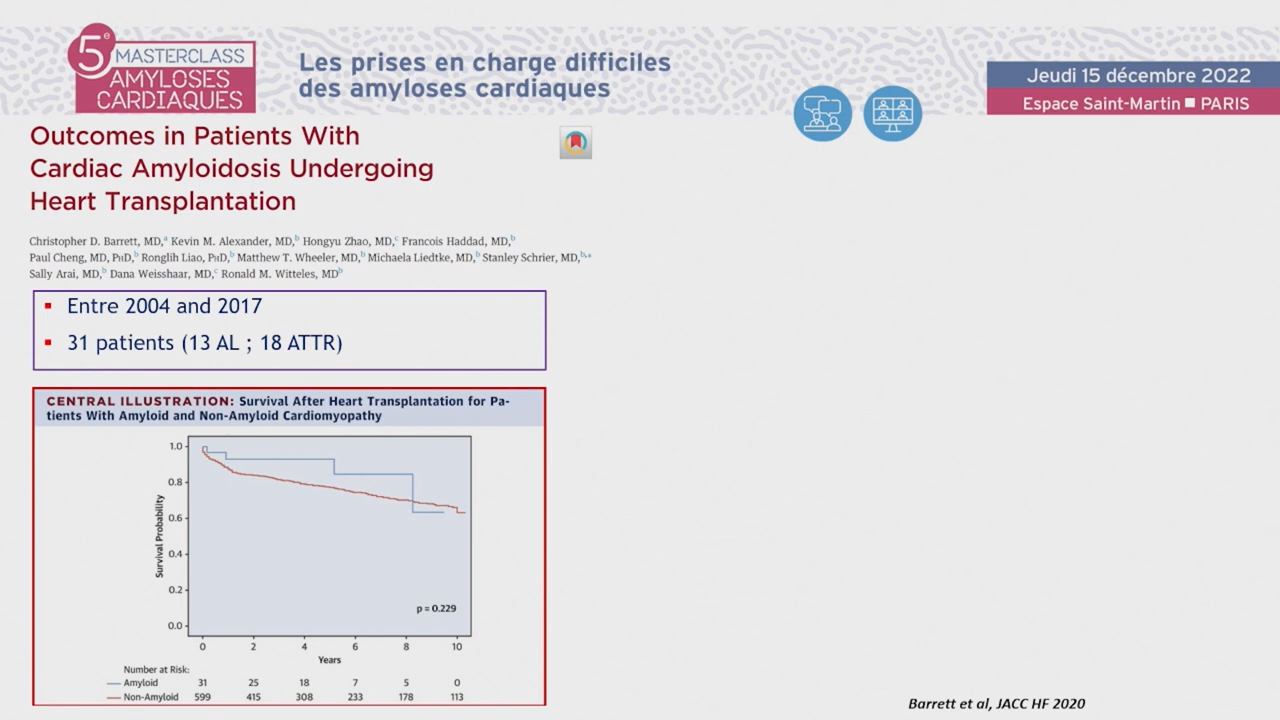 5e MASTERCLASS
AMYLOSES
CARDIAQUES
Les prises en charge difficiles
des amyloses cardiaques
Jeudi 15 décembre 2022
Espace Saint-Martin ■ PARIS
Outcomes in Patients With
Cardiac Amyloidosis Undergoing
Heart Transplantation
Christopher D. Barrett, MD,a Kevin M. Alexander, MD,b Hongyu Zhao, MD,c Francois Haddad, MD,b
Paul Cheng, MD, PhD,b Ronglih Liao, PhD,b Matthew T. Wheeler, MD,b Michaela Liedtke, MD,b Stanley Schrier, MD,b,*
Sally Arai, MD,b Dana Weisshaar, MD,c Ronald M. Witteles, MDb
▪ Entre 2004 and 2017
▪ 31 patients (13 AL ; 18 ATTR)
CENTRAL ILLUSTRATION: Survival After Heart Transplantation for Pa-
tients With Amyloid and Non-Amyloid Cardiomyopathy
Survival Probability
1.0
0.8
0.6
0.4
0.2
0.0
p = 0.229
0 2 4 6 8 10
Years
Number at Risk:
Amyloid 31 25 18 7 5 0
Non-Amyloid 599 415 308 233 178 113
Barrett et al, JACC HF 2020